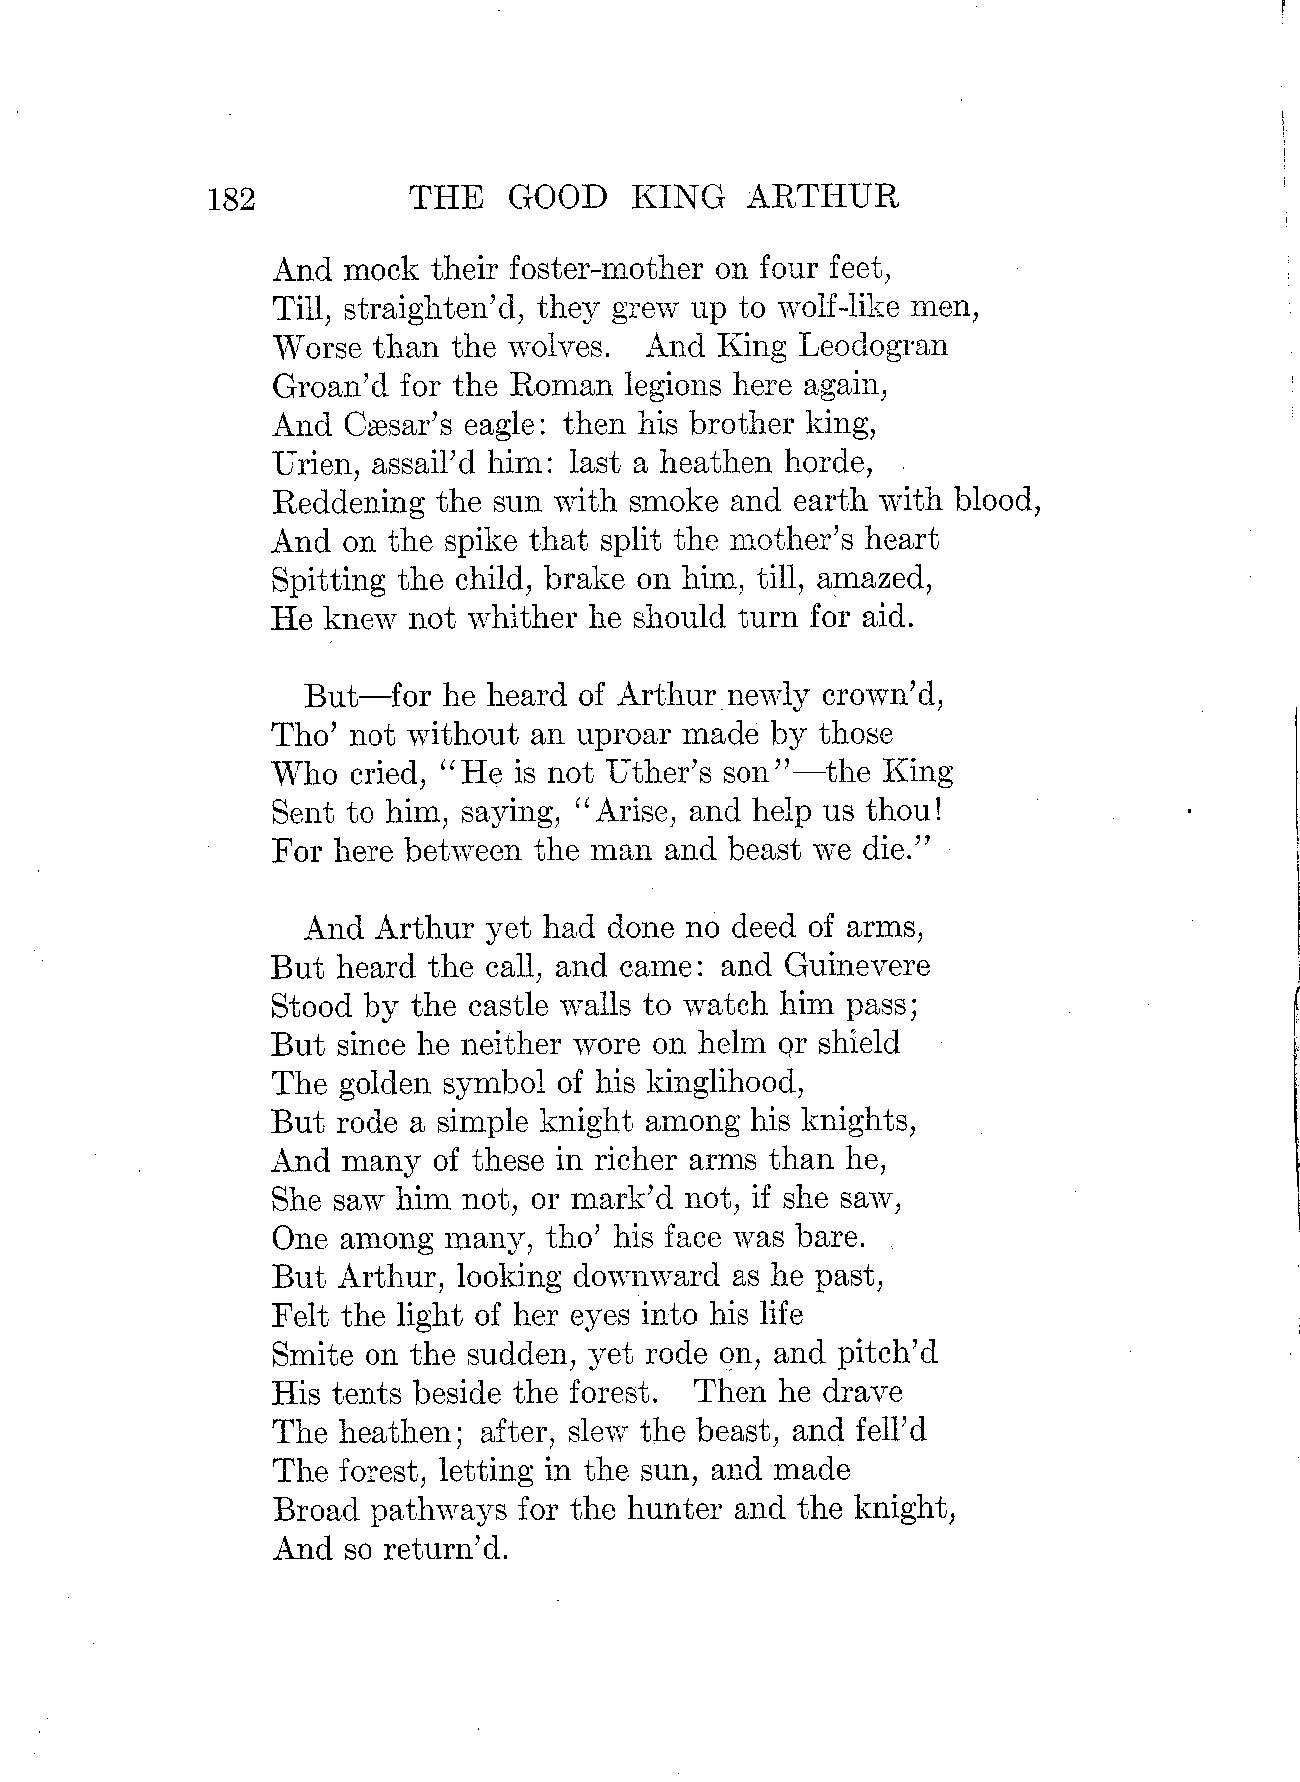 182 THE GOOD KING ARTHUR
And mock their foster-mother on four feet,
Till, straighten'd, they grew up to wolf-like men,
Worse than the wolves. And King Leodogran
Groan'd for the Roman legions here again,
And Cæsar's eagle: then his brother king,
Urien, assail'd him: last a heathen horde,
Reddening the sun with smoke and earth with blood,
And on the spike that split the mother's heart
Spitting the child, brake on him, till, amazed,
He knew not whither he should turn for aid.
But—for he heard of Arthur newly crown'd,
Tho' not without an uproar made by those
Who cried, "He is not Uther's son"—the King
Sent to him, saying, "Arise, and help us thou!
For here between the man and beast we die."
And Arthur yet had done no deed of arms,
But heard the call, and came: and Guinevere
Stood by the castle walls to watch him pass;
But since he neither wore on helm or shield
The golden symbol of his kinglihood,
But rode a simple knight among his knights,
And many of these in richer arms than he,
She saw him not, or mark'd not, if she saw,
One among many, tho' his face was bare.
But Arthur, looking downward as he past,
Felt the light of her eyes into his life
Smite on the sudden, yet rode on, and pitch'd
His tents beside the forest. Then he drave
The heathen; after, slew the beast, and fell'd
The forest, letting in the sun, and made
Broad pathways for the hunter and the knight,
And so return'd.